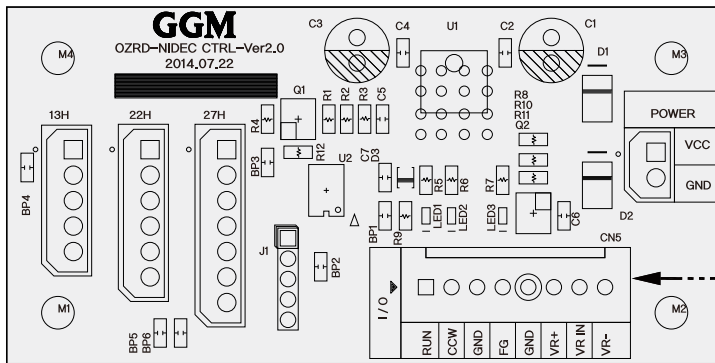 GGM
OZRD-NIDEC CTRL-Ver2.0
2014.07.22
M4
C3
C4
U1
C2
C1
D1
M3
13H
22H
27H
R4
Q1
R1
R2
R3
C5
R8
R10
R11
Q2
POWER
VCC
GND
BP4
BP3
R12
U2
C7
D3
R5
R6
R7
D2
BP1
R9
LED1
LED2
LED3
C6
J1
BP2
CN5
I/O
M1
M2
BP5
BP6
RUN
CCW
GND
FG
GND
VR+
VR IN
VR-